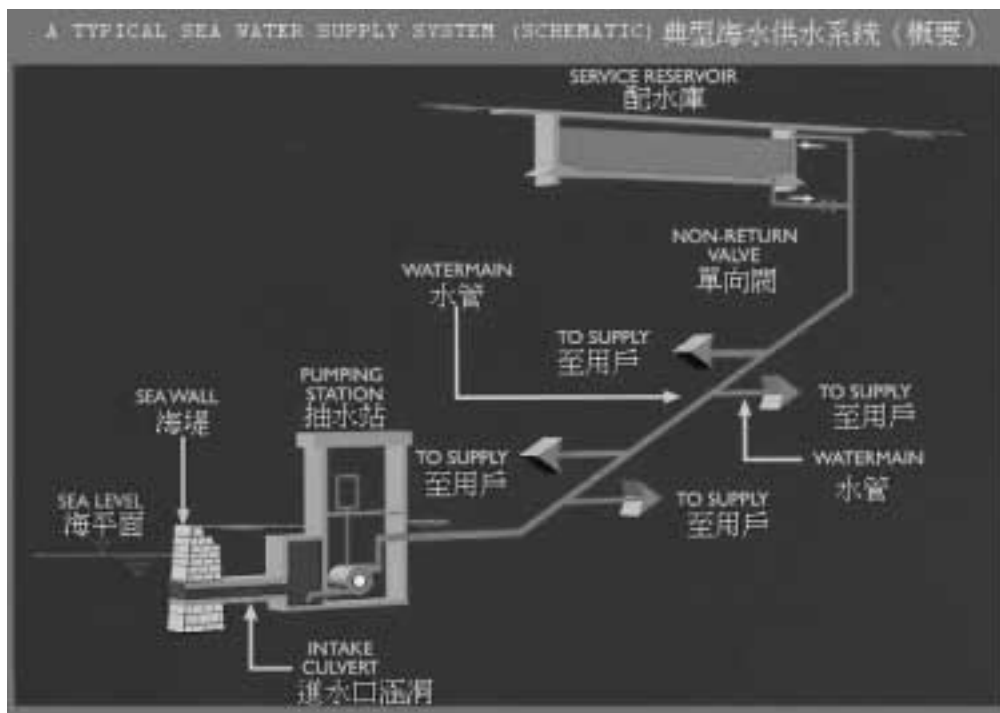 A TYPICAL SEA WATER SUPPLY SYSTEM (SCHEMATIC) 典型海水供水系統（概要）
SERVICE RESERVOIR
配水庫
NON-RETURN
VALVE
單向閥
WATERMAIN
水管
TO SUPPLY
至用戶
TO SUPPLY
至用戶
PUMPING
STATION
抽水站
SEA WALL
海堤
TO SUPPLY
至用戶
WATERMAIN
水管
SEA LEVEL
海平面
TO SUPPLY
至用戶
INTAKE
CULVERT
進水口涵洞